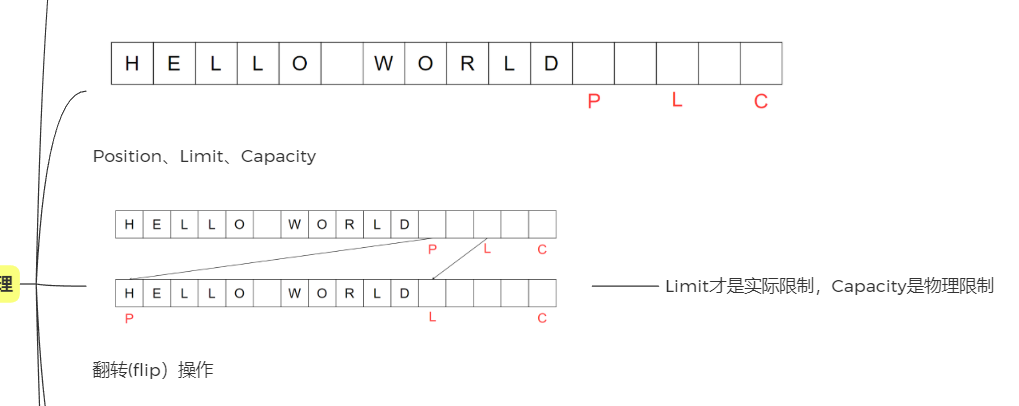 H E L L O W O R L D
P L C
Position、Limit、Capacity
H E L L O W O R L D
P L C
H E L L O W O R L D
P L C
理
Limit才是实际限制，Capacity是物理限制
翻转(flip）操作